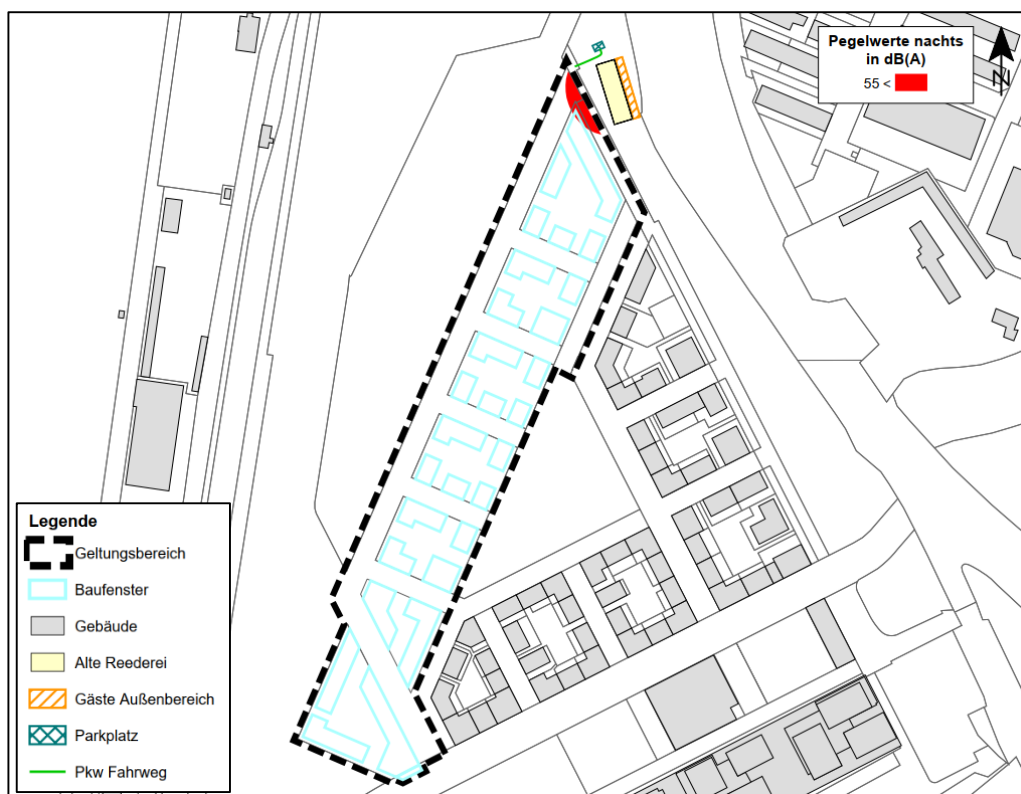 Pegelwerte nachts
in dB(A)
55 <
N
Legende
Geltungsbereich
Baufenster
Gebäude
Alte Reederei
Gäste Außenbereich
Parkplatz
Pkw Fahrweg